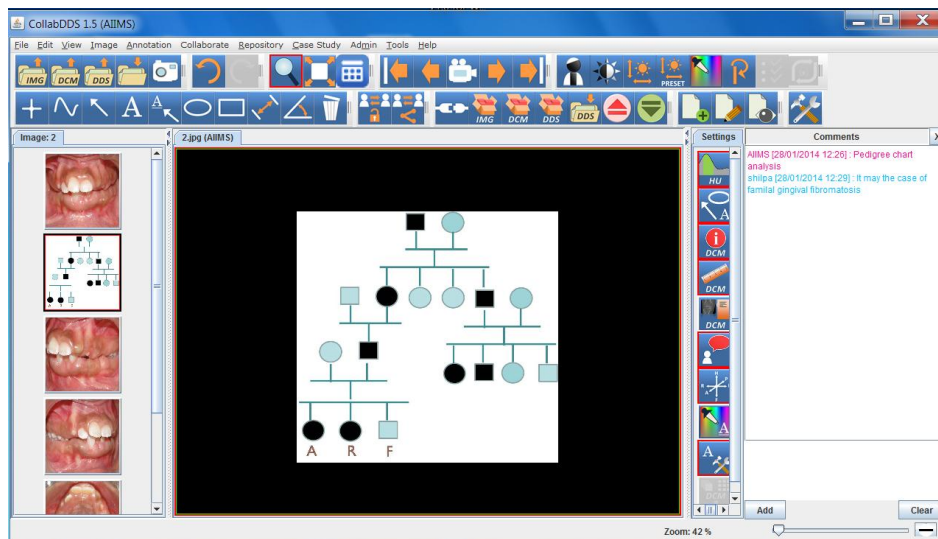 CollabDDS 1.5 (AIIMS)
File Edit View Image Annotation Collaborate Repository Case Study Admin Tools Help
IMG DCM DDS PRESET
A A IMG DCM DDS DDS
Image: 2
2.jpg (AIIMS)
Settings
Comments
X
HU
A
DCM
DCM
DCM
A
A
DCM
AIIMS [28/01/2014 12:26] : Pedigree chart
analysis
shilpa [28/01/2014 12:29] : It may the case of
familal gingival fibromatosis
A R F
A R F
Add
Clear
Zoom: 42 %